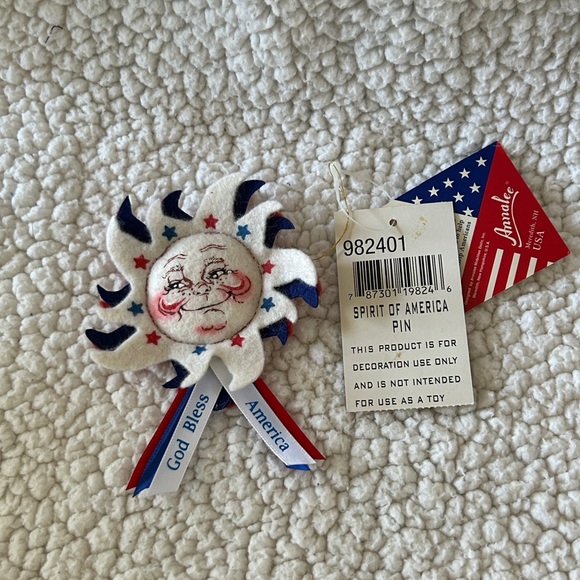 God Bless
America
982401
7 87301 19824 6
SPIRIT OF AMERICA
PIN
THIS PRODUCT IS FOR
DECORATION USE ONLY
AND IS NOT INTENDED
FOR USE AS A TOY
Annalee
Meredith, NH
USA